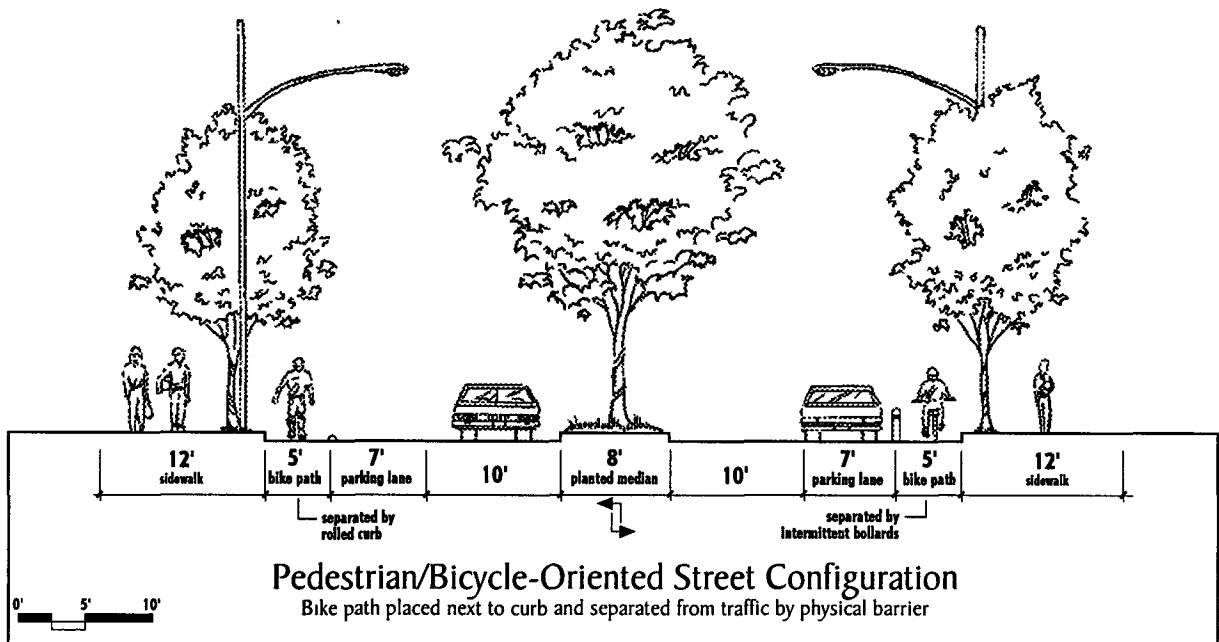 12' 5' 7' 10' 8' 10' 7' 5' 12'
sidewalk bike path parking lane planted median parking lane bike path sidewalk
separated by
rolled curb
separated by
intermittent bollards
Pedestrian/Bicycle-Oriented Street Configuration
Bike path placed next to curb and separated from traffic by physical barrier
0' 5' 10'